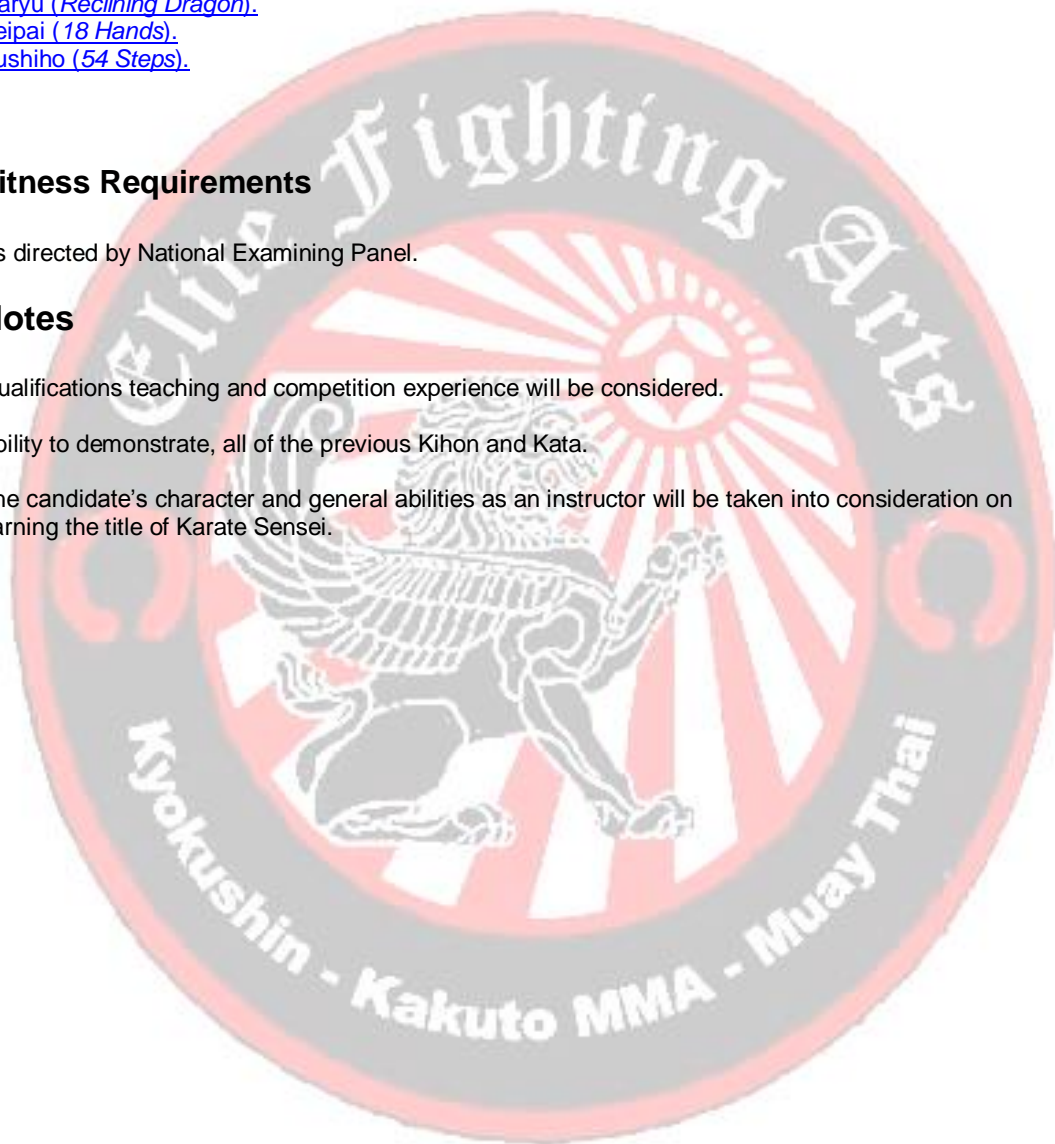 aryu (Reclining Dragon).
eipai (18 Hands).
ushiho (54 Steps).
itness Requirements
s directed by National Examining Panel.
lotes
ualifications teaching and competition experience will be considered.
bility to demonstrate, all of the previous Kihon and Kata.
he candidate’s character and general abilities as an instructor will be taken into consideration on
arning the title of Karate Sensei.
Elite Fighting Arts
Kyokushin - Kakuto MMA - Muay Thai